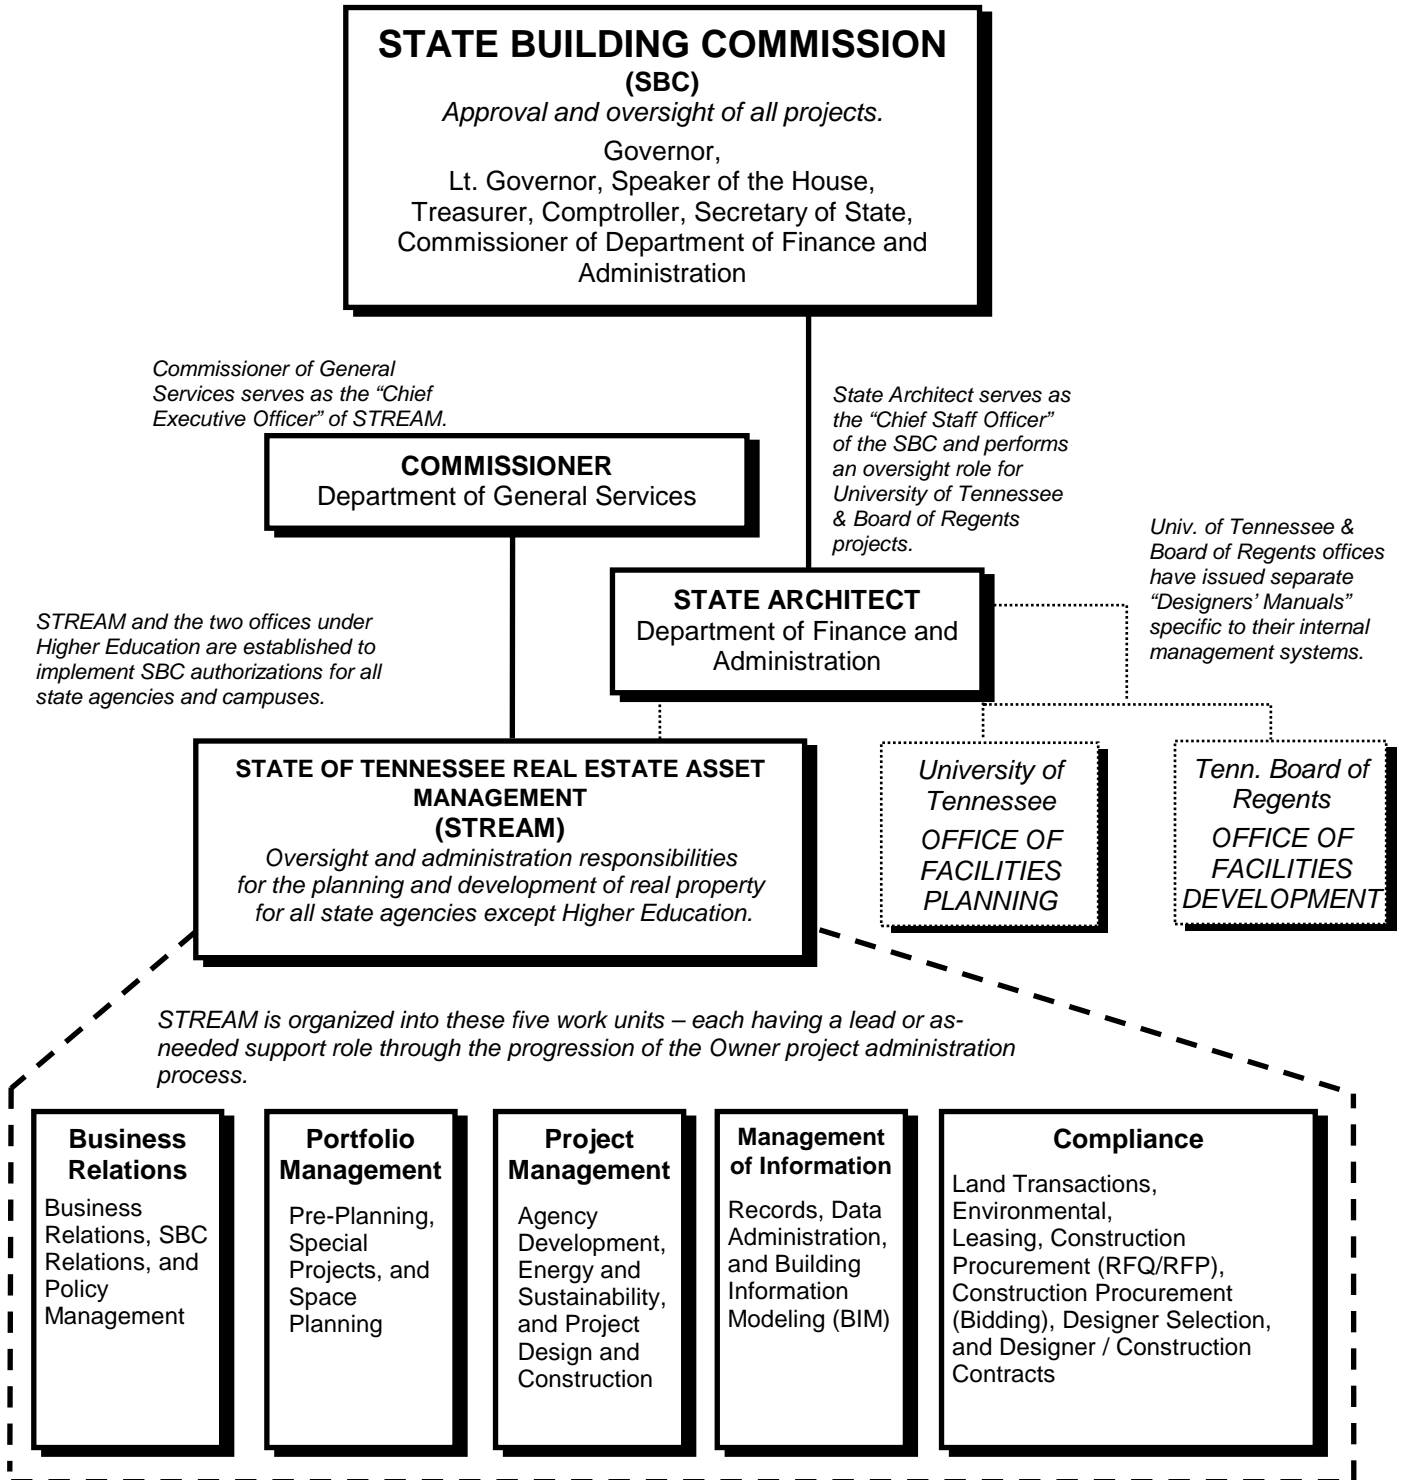 STATE BUILDING COMMISSION
(SBC)
Approval and oversight of all projects.
Governor,
Lt. Governor, Speaker of the House,
Treasurer, Comptroller, Secretary of State,
Commissioner of Department of Finance and
Administration
Commissioner of General
Services serves as the “Chief
Executive Officer” of STREAM.
COMMISSIONER
Department of General Services
State Architect serves as
the “Chief Staff Officer”
of the SBC and performs
an oversight role for
University of Tennessee
& Board of Regents
projects.
Univ. of Tennessee &
Board of Regents offices
have issued separate
“Designers’ Manuals”
specific to their internal
management systems.
STATE ARCHITECT
Department of Finance and
Administration
STREAM and the two offices under
Higher Education are established to
implement SBC authorizations for all
state agencies and campuses.
STATE OF TENNESSEE REAL ESTATE ASSET
MANAGEMENT
(STREAM)
Oversight and administration responsibilities
for the planning and development of real property
for all state agencies except Higher Education.
University of
Tennessee
OFFICE OF
FACILITIES
PLANNING
Tenn. Board of
Regents
OFFICE OF
FACILITIES
DEVELOPMENT
STREAM is organized into these five work units – each having a lead or as-
needed support role through the progression of the Owner project administration
process.
Business
Relations
Business
Relations, SBC
Relations, and
Policy
Management
Portfolio
Management
Pre-Planning,
Special
Projects, and
Space
Planning
Project
Management
Agency
Development,
Energy and
Sustainability,
and Project
Design and
Construction
Management
of Information
Records, Data
Administration,
and Building
Information
Modeling (BIM)
Compliance
Land Transactions,
Environmental,
Leasing, Construction
Procurement (RFQ/RFP),
Construction Procurement
(Bidding), Designer Selection,
and Designer / Construction
Contracts